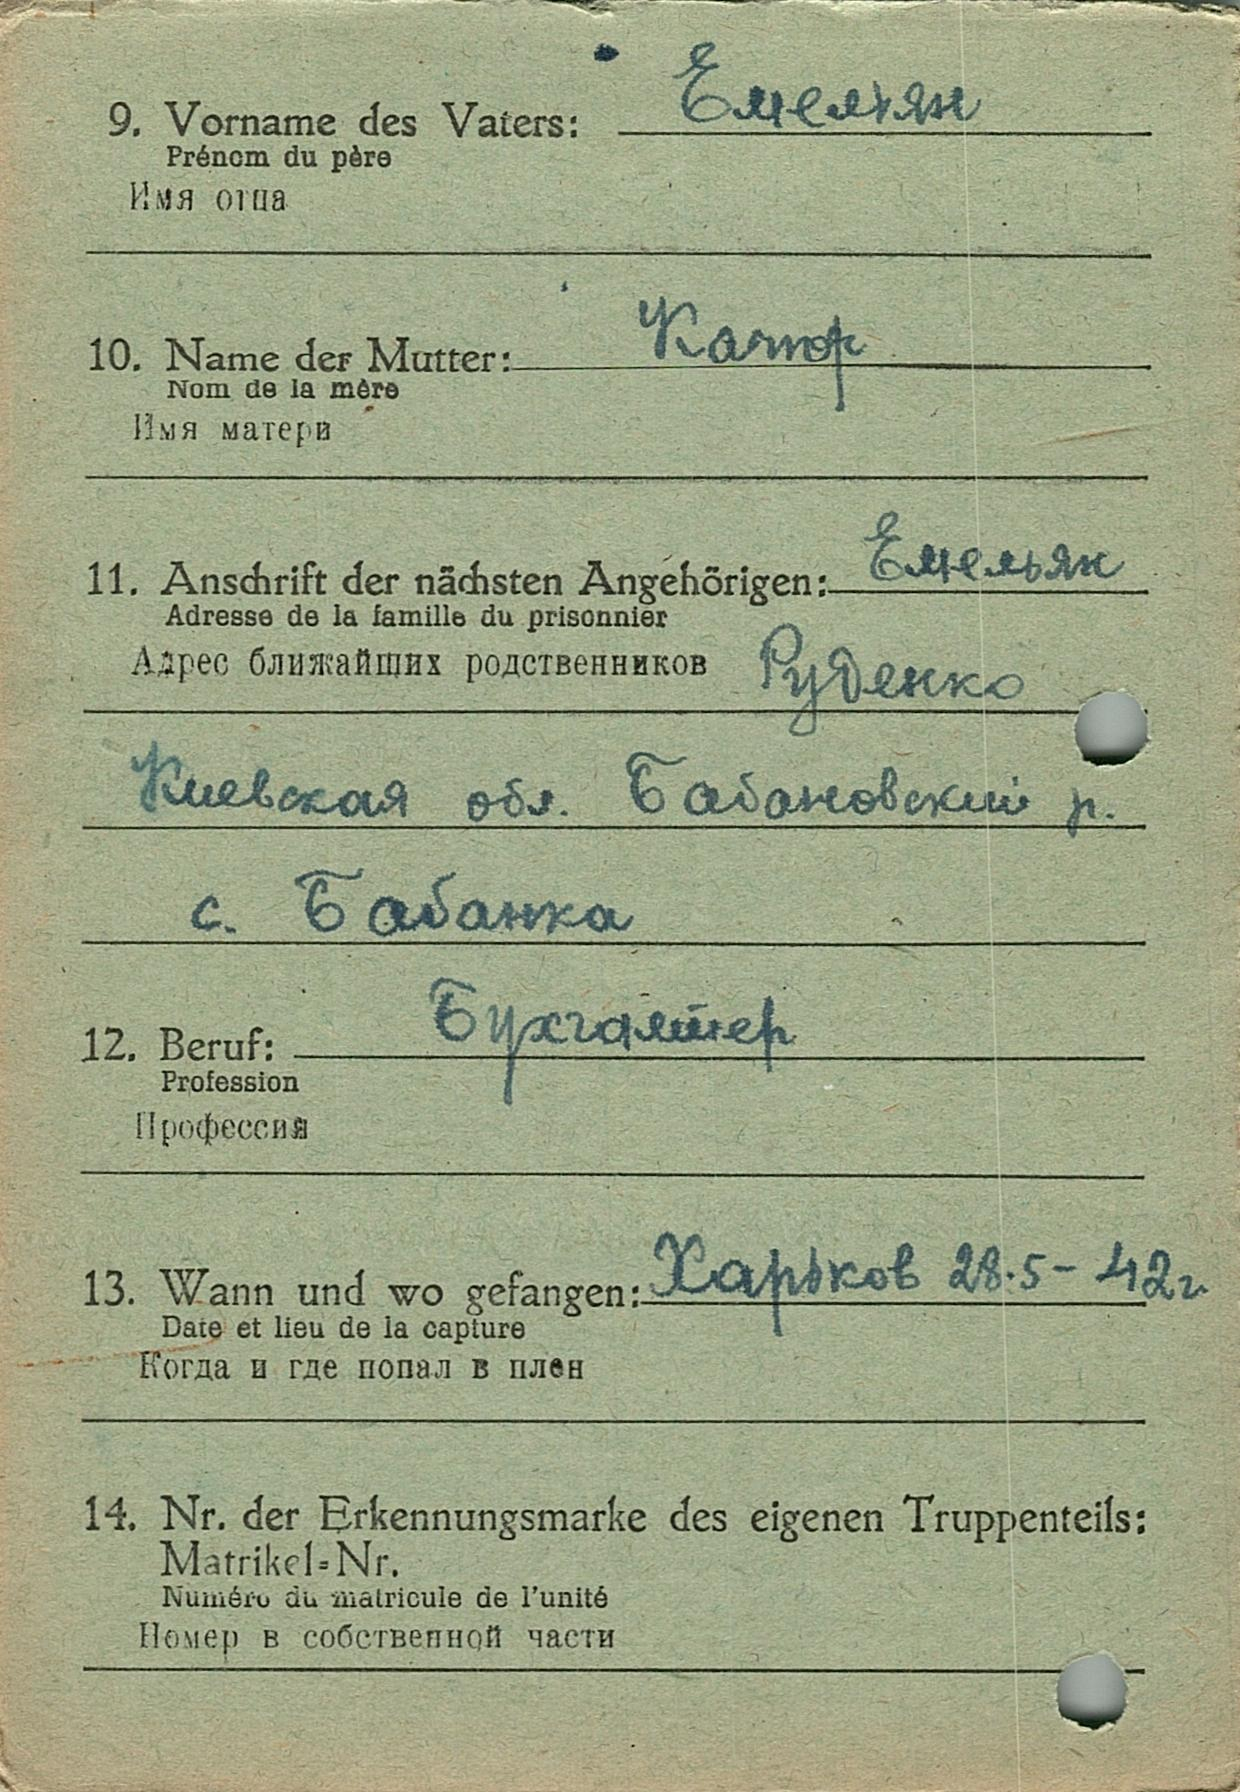 9. Vorname des Vaters: Емельян
Prénom du père
Имя отца
10. Name der Mutter:
Nom de la mère
Имя матери
11. Anschrift der nächsten Angehörigen: Емельян
Adresse de la famille du prisonnier
Адрес ближайших родственников Руденко
Киевская обл. Бабановский р.
с. Бабанка
12. Beruf: Бухгалтер
Profession
Профессия
13. Wann und wo gefangen: Харьков 28.5-42г
Date et lieu de la capture
Когда и где попал в плен
14. Nr. der Erkennungsmarke des eigenen Truppenteils:
Matrikel=Nr.
Numéro du matricule de l'unité
Номер в собственной части